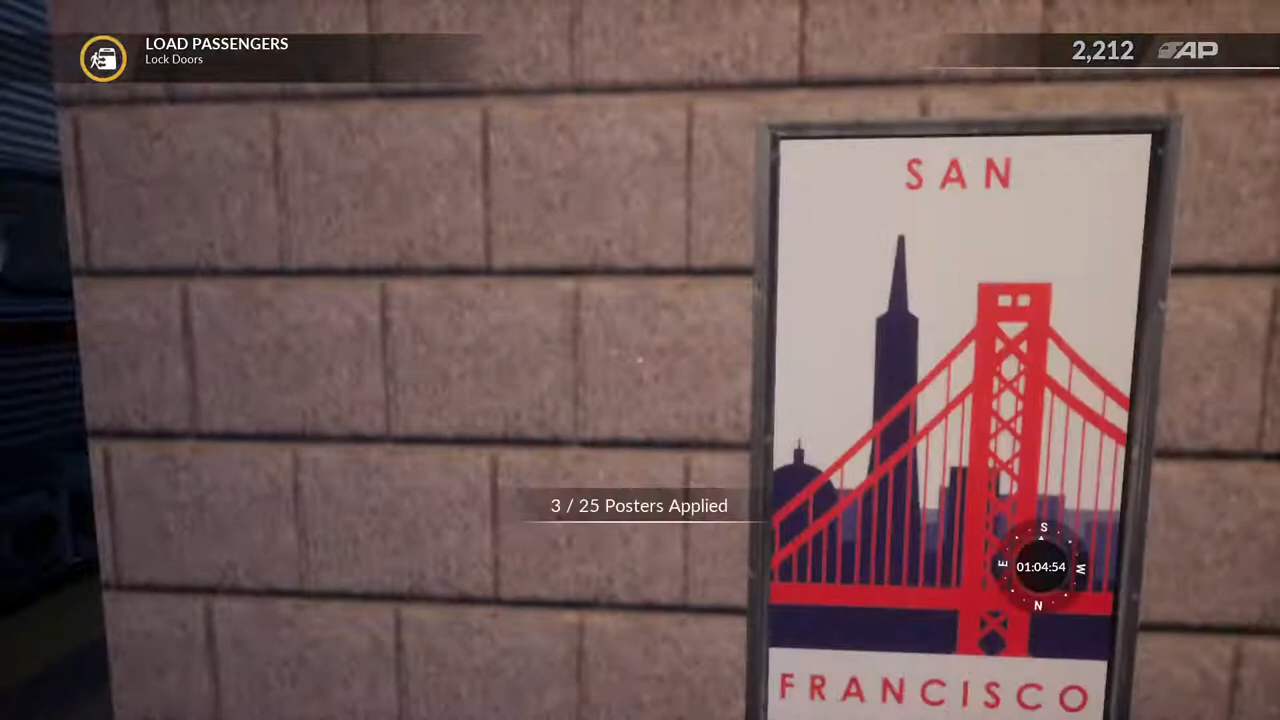 LOAD PASSENGERS
Lock Doors
2,212 AP
SAN
3 / 25 Posters Applied
S
E 01:04:54 W
N
FRANCISCO